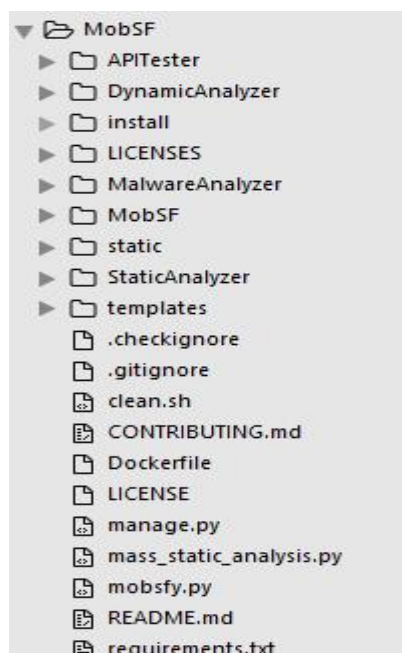 MobSF
APITester
DynamicAnalyzer
install
LICENSES
MalwareAnalyzer
MobSF
static
StaticAnalyzer
templates
.checkignore
.gitignore
clean.sh
CONTRIBUTING.md
Dockerfile
LICENSE
manage.py
mass_static_analysis.py
mobsfy.py
README.md
requirements.txt